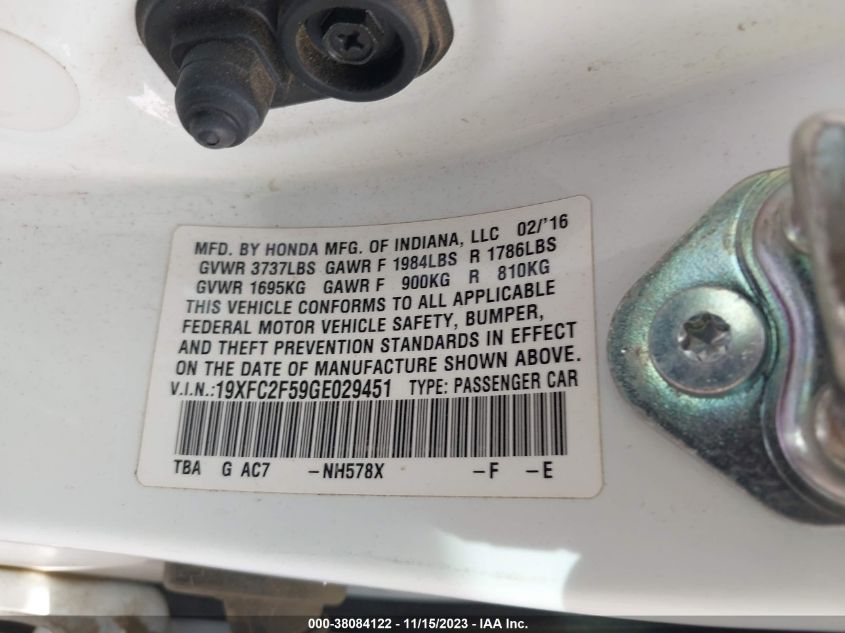 MFD. BY HONDA MFG. OF INDIANA, LLC 02/'16
GVWR 3737LBS GAWR F 1984LBS R 1786LBS
GVWR 1695KG GAWR F 900KG R 810KG
THIS VEHICLE CONFORMS TO ALL APPLICABLE
FEDERAL MOTOR VEHICLE SAFETY, BUMPER,
AND THEFT PREVENTION STANDARDS IN EFFECT
ON THE DATE OF MANUFACTURE SHOWN ABOVE.
V.I.N.:19XFC2F59GE029451 TYPE: PASSENGER CAR
TBA G AC7 -NH578X -F -E
000-38084122 - 11/15/2023 - IAA Inc.